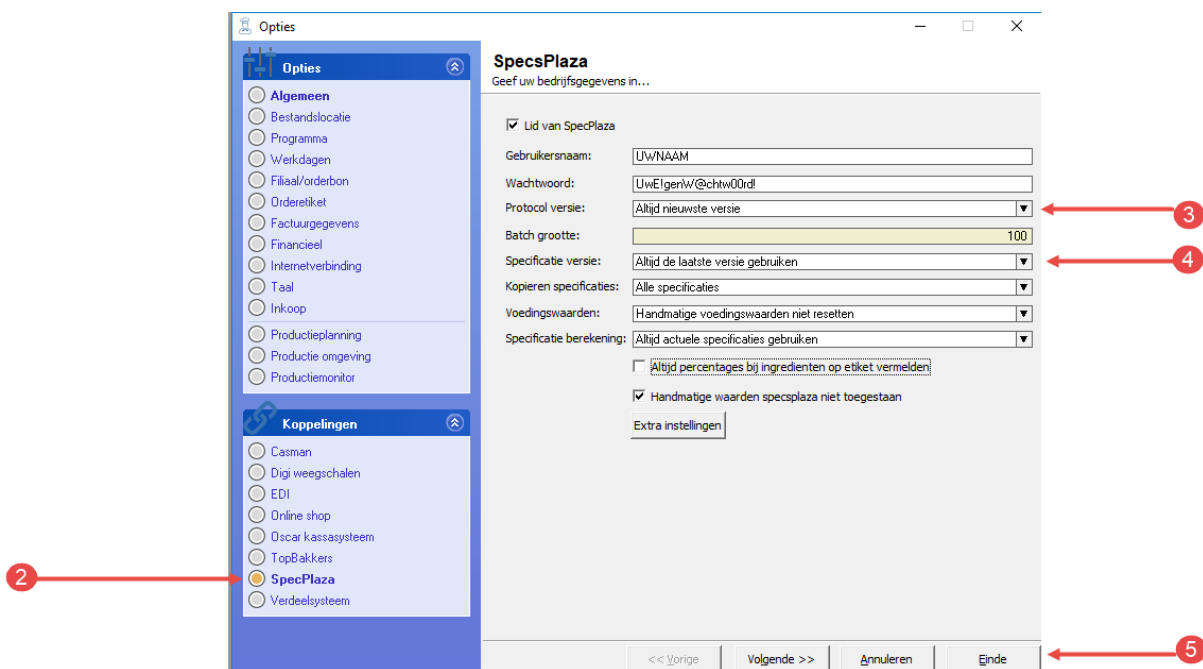 Opties
Opties
Algemeen
Bestandslocatie
Programma
Werkdagen
Filiaal/orderbon
Orderetiket
Factuurgegevens
Financieel
Internetverbinding
Taal
Inkoop
Productieplanning
Productie omgeving
Productiemonitor
Koppelingen
Casman
Digi weegschalen
EDI
Online shop
Oscar kassasysteem
TopBakkers
2
SpecPlaza
Verdeelsysteem
SpecsPlaza
Geef uw bedrijfsgegevens in...
Lid van SpecPlaza
Gebruikersnaam: UWNAAM
Wachtwoord: UwE!genW@chtw00rd!
Protocol versie: Altijd nieuwste versie
3
Batch grootte: 100
Specificatie versie: Altijd de laatste versie gebruiken
4
Kopieren specificaties: Alle specificaties
Voedingswaarden: Handmatige voedingswaarden niet resetten
Specificatie berekening: Altijd actuele specificaties gebruiken
Altijd percentages bij ingredienten op etiket vermelden
Handmatige waarden specsplaza niet toegestaan
Extra instellingen
<< Vorige Volgende >> Annuleren Einde
5